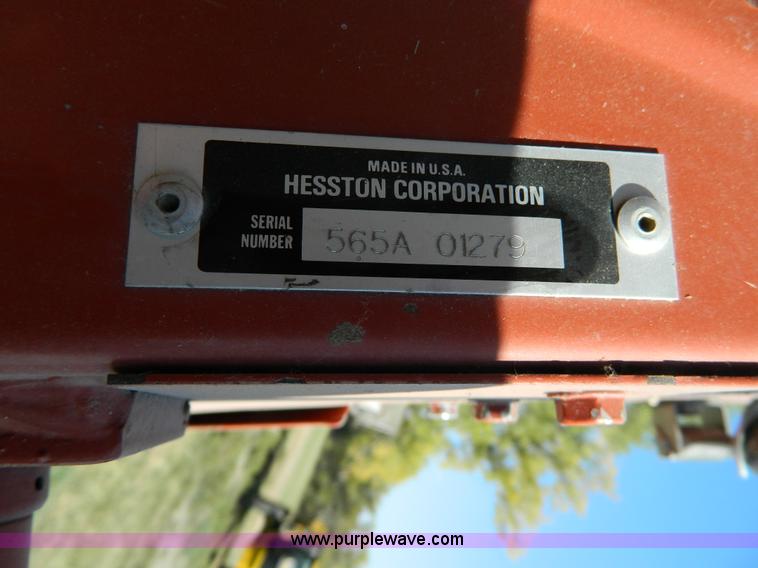 MADE IN U.S.A.
HESSTON CORPORATION
SERIAL
NUMBER
565A 01279
www.purplewave.com